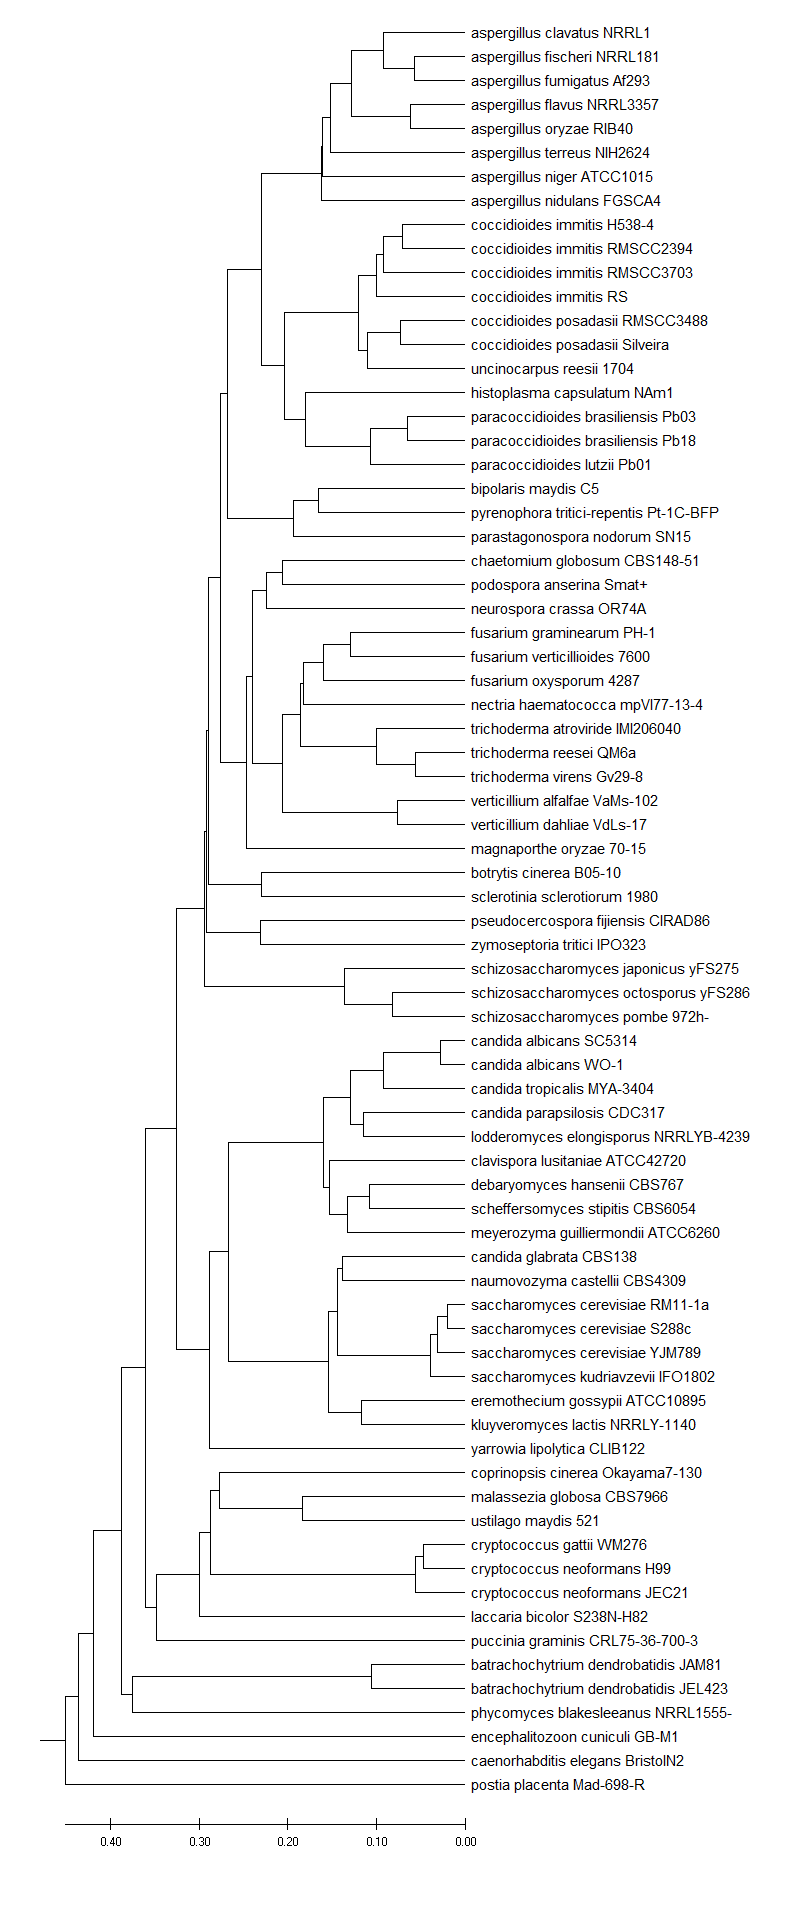 aspergillus clavatus NRRL1
aspergillus fischeri NRRL181
aspergillus fumigatus Af293
aspergillus flavus NRRL3357
aspergillus oryzae RIB40
aspergillus terreus NIH2624
aspergillus niger ATCC1015
aspergillus nidulans FGSCA4
coccidioides immitis H538-4
coccidioides immitis RMSCC2394
coccidioides immitis RMSCC3703
coccidioides immitis RS
coccidioides posadasii RMSCC3488
coccidioides posadasii Silveira
uncinocarpus reesii 1704
histoplasma capsulatum NAm1
paracoccidioides brasiliensis Pb03
paracoccidioides brasiliensis Pb18
paracoccidioides lutzii Pb01
bipolaris maydis C5
pyrenophora tritici-repentis Pt-1C-BFP
parastagonospora nodorum SN15
chaetomium globosum CBS148-51
podospora anserina Smat+
neurospora crassa OR74A
fusarium graminearum PH-1
fusarium verticillioides 7600
fusarium oxysporum 4287
nectria haematococca mpVI77-13-4
trichoderma atroviride IMI206040
trichoderma reesei QM6a
trichoderma virens Gv29-8
verticillium alfalfae VaMs-102
verticillium dahliae VdLs-17
magnaporthe oryzae 70-15
botrytis cinerea B05-10
sclerotinia sclerotiorum 1980
pseudocercospora fijiensis CIRAD86
zymoseptoria tritici IPO323
schizosaccharomyces japonicus yFS275
schizosaccharomyces octosporus yFS286
schizosaccharomyces pombe 972h-
candida albicans SC5314
candida albicans WO-1
candida tropicalis MYA-3404
candida parapsilosis CDC317
lodderomyces elongisporus NRRLYB-4239
clavispora lusitaniae ATCC42720
debaryomyces hansenii CBS767
scheffersomyces stipitis CBS6054
meyerozyma guilliermondii ATCC6260
candida glabrata CBS138
naumovozyma castellii CBS4309
saccharomyces cerevisiae RM11-1a
saccharomyces cerevisiae S288c
saccharomyces cerevisiae YJM789
saccharomyces kudriavzevii IFO1802
eremothecium gossypii ATCC10895
kluyveromyces lactis NRRLY-1140
yarrowia lipolytica CLIB122
coprinopsis cinerea Okayama7-130
malassezia globosa CBS7966
ustilago maydis 521
cryptococcus gattii WM276
cryptococcus neoformans H99
cryptococcus neoformans JEC21
laccaria bicolor S238N-H82
puccinia graminis CRL75-36-700-3
batrachochytrium dendrobatidis JAM81
batrachochytrium dendrobatidis JEL423
phycomyces blakesleeanus NRRL1555-
encephalitozoon cuniculi GB-M1
caenorhabditis elegans BristolN2
postia placenta Mad-698-R
0.40 0.30 0.20 0.10 0.00